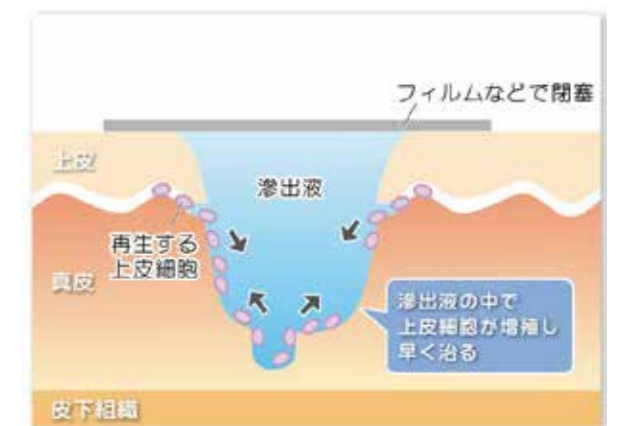 フィルムなどで閉塞
上皮
滲出液
再生する
上皮細胞
真皮
滲出液の中で
上皮細胞が増殖し
早く治る
皮下組織